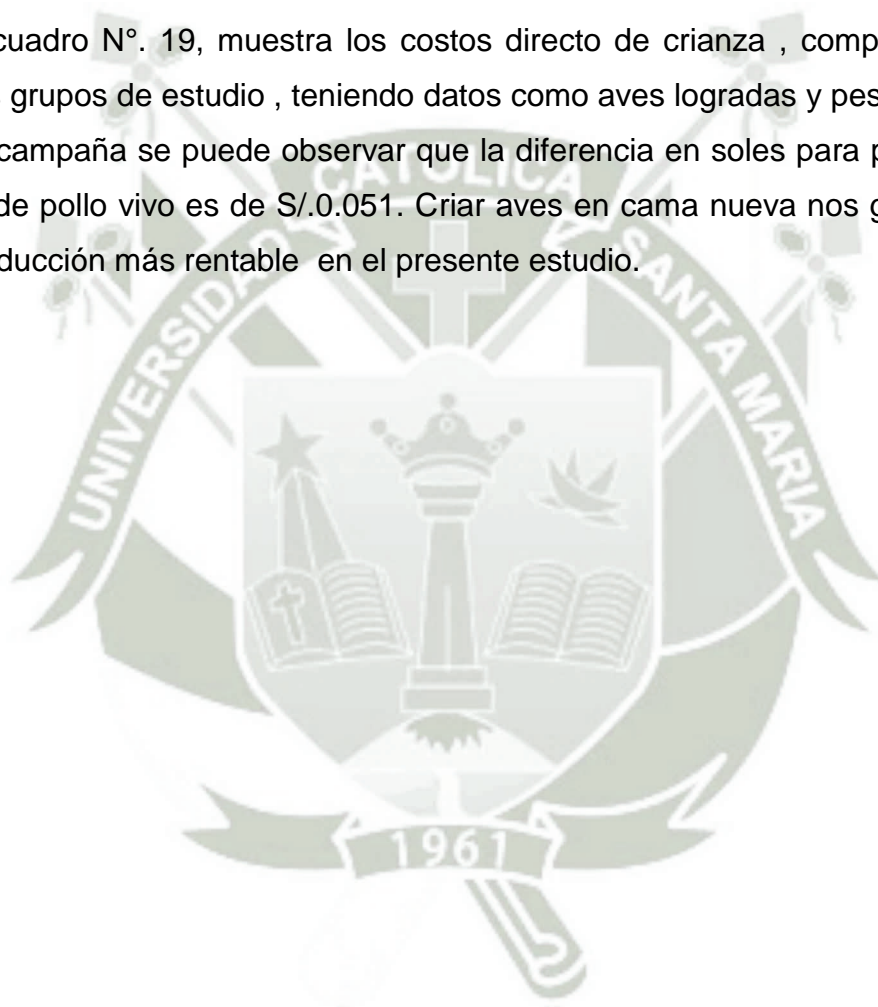 cuadro N°. 19, muestra los costos directo de crianza , comp
grupos de estudio , teniendo datos como aves logradas y pes
campaña se puede observar que la diferencia en soles para p
de pollo vivo es de S/.0.051. Criar aves en cama nueva nos g
ducción más rentable en el presente estudio.
UNIVERSIDAD CATOLICA SANTA MARIA
1961